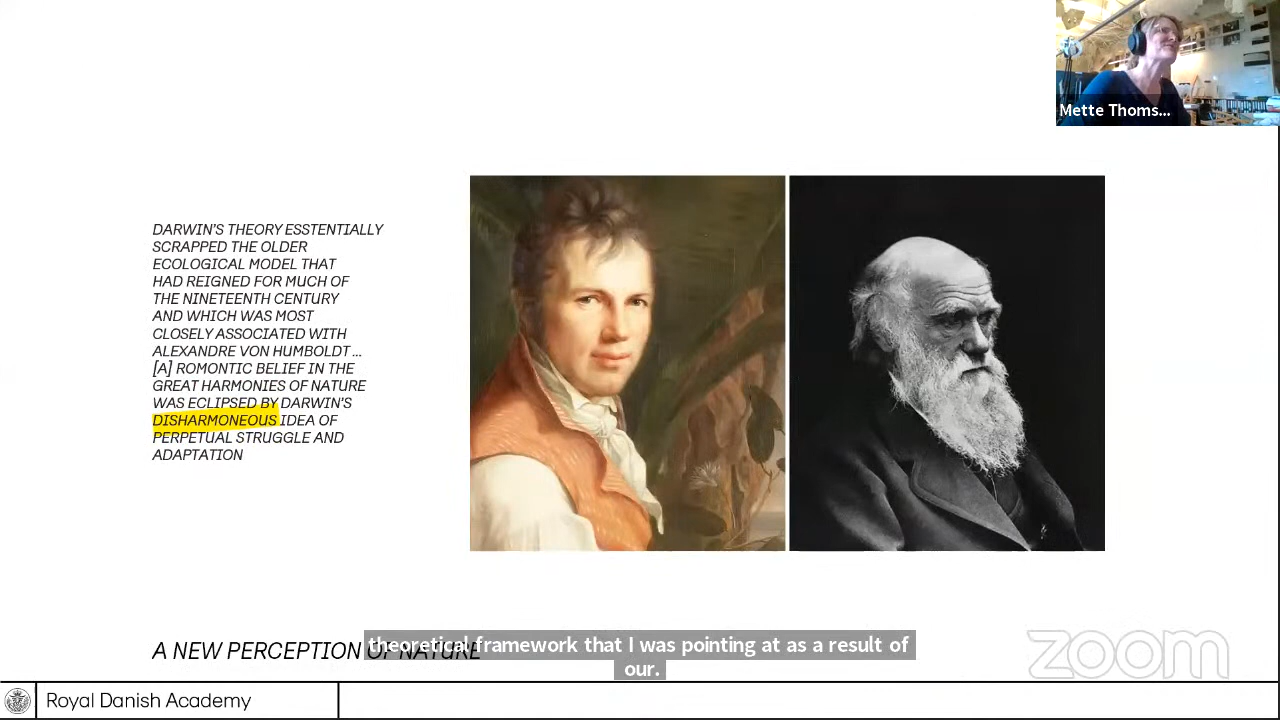 Mette Thoms...
DARWIN'S THEORY ESSTENTIALLY
SCRAPPED THE OLDER
ECOLOGICAL MODEL THAT
HAD REIGNED FOR MUCH OF
THE NINETEENTH CENTURY
AND WHICH WAS MOST
CLOSELY ASSOCIATED WITH
ALEXANDRE VON HUMBOLDT ...
[A] ROMONTIC BELIEF IN THE
GREAT HARMONIES OF NATURE
WAS ECLIPSED BY DARWIN'S
DISHARMONEOUS IDEA OF
PERPETUAL STRUGGLE AND
ADAPTATION
A NEW PERCEPTION OF NATURE
theoretical framework that I was pointing at as a result of
our.
zoom
Royal Danish Academy